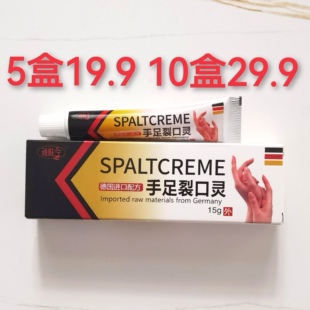 5盒19.9 10盒29.9
SPALTCREME
手足裂口灵
SPALTCREME
德国进口配方
手足裂口灵
Imported raw materials from Germany
15g 外